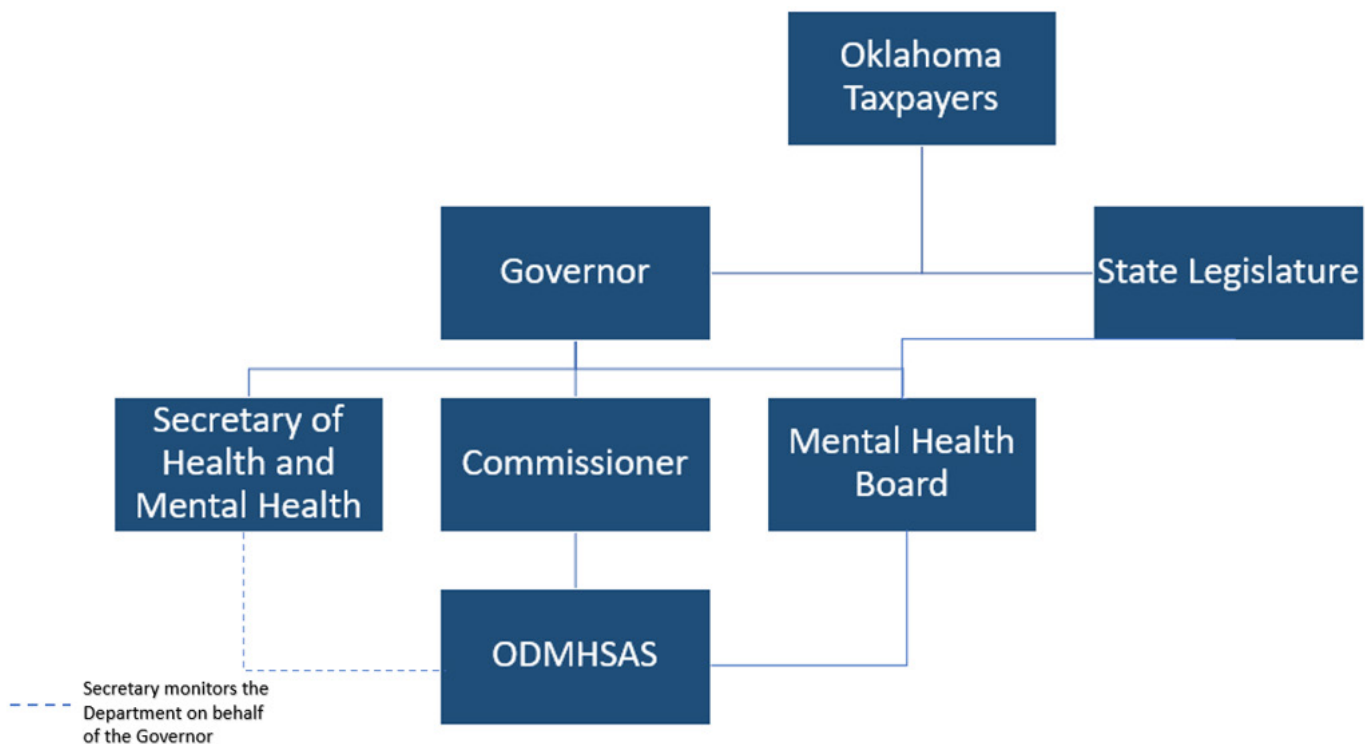 Oklahoma
Taxpayers
Governor
State Legislature
Secretary of
Health and
Mental Health
Commissioner
Mental Health
Board
ODMHSAS
Secretary monitors the
Department on behalf
of the Governor